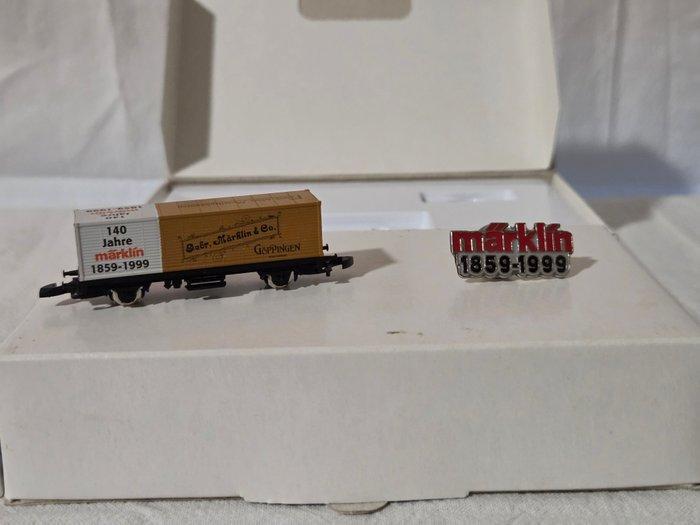 140
Jahre
märklin
1859-1999
Gebr. Märklin & Co.
GÖPPINGEN
märklin
1859-1999